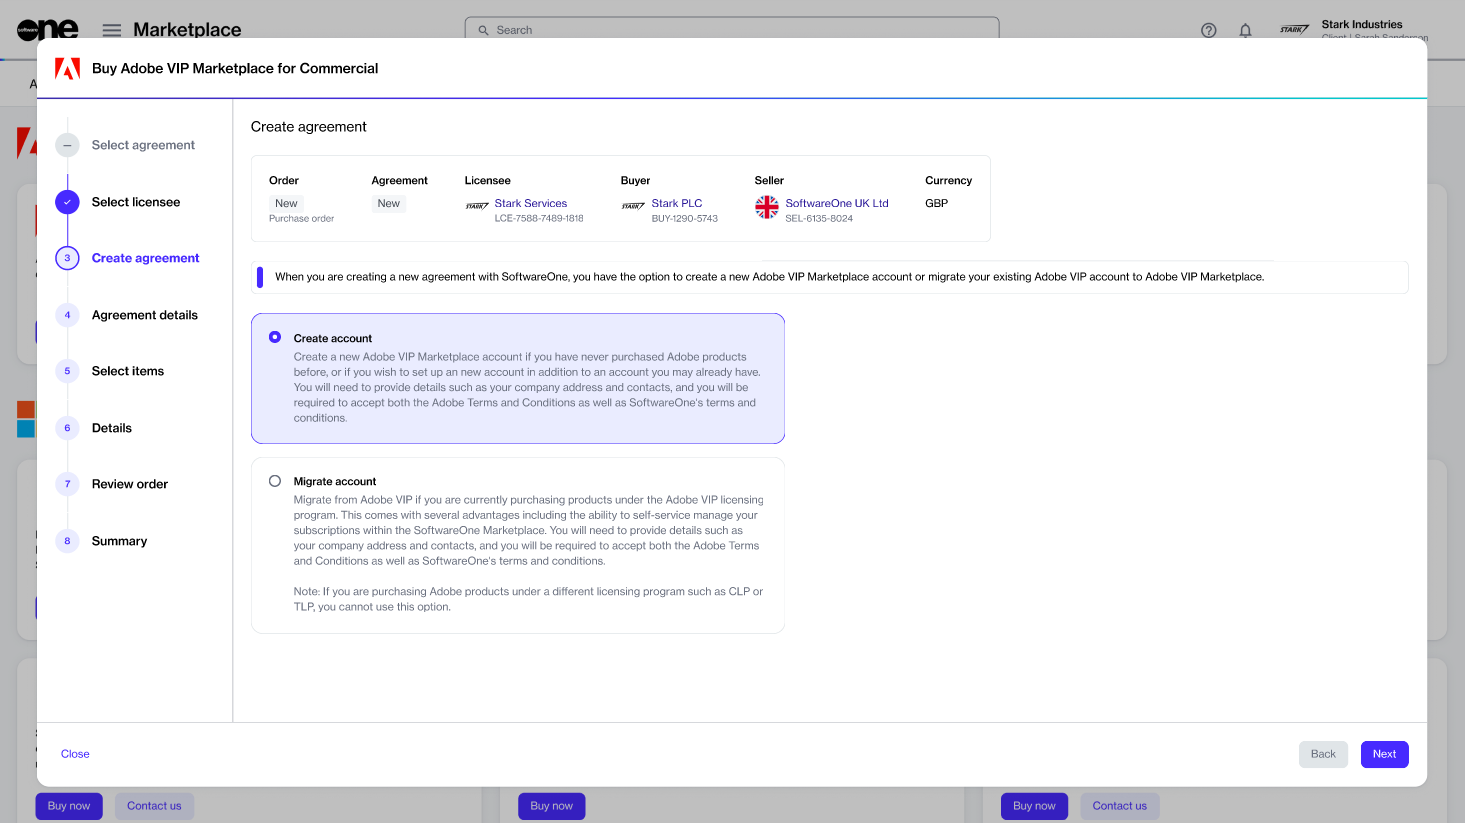 software
one
Marketplace
Search
Stark Industries
Client | Sarah Sanderson
STARK
Buy Adobe VIP Marketplace for Commercial
Select agreement
Select licensee
3 Create agreement
4 Agreement details
5 Select items
6 Details
7 Review order
8 Summary
Create agreement
Order Agreement Licensee Buyer Seller Currency
New New STARK Stark Services STARK Stark PLC SoftwareOne UK Ltd GBP
Purchase order LCE-7588-7489-1818 BUY-1290-5743 SEL-6135-8024
When you are creating a new agreement with SoftwareOne, you have the option to create a new Adobe VIP Marketplace account or migrate your existing Adobe VIP account to Adobe VIP Marketplace.
Create account
Create a new Adobe VIP Marketplace account if you have never purchased Adobe products
before, or if you wish to set up an new account in addition to an account you may already have.
You will need to provide details such as your company address and contacts, and you will be
required to accept both the Adobe Terms and Conditions as well as SoftwareOne's terms and
conditions.
Migrate account
Migrate from Adobe VIP if you are currently purchasing products under the Adobe VIP licensing
program. This comes with several advantages including the ability to self-service manage your
subscriptions within the SoftwareOne Marketplace. You will need to provide details such as
your company address and contacts, and you will be required to accept both the Adobe Terms
and Conditions as well as SoftwareOne's terms and conditions.
Note: If you are purchasing Adobe products under a different licensing program such as CLP or
TLP, you cannot use this option.
Close
Back
Next
Buy now Contact us Buy now Buy now Contact us